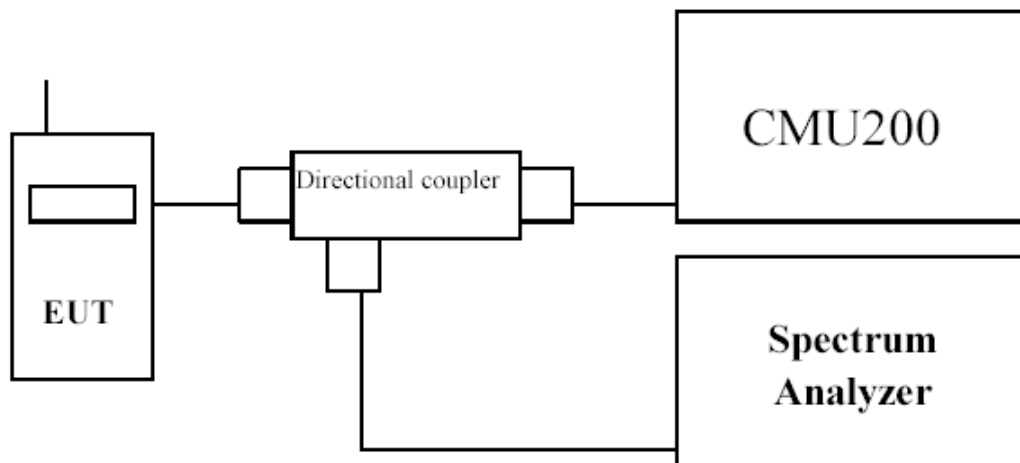 CMU200
Directional coupler
EUT
Spectrum
Analyzer